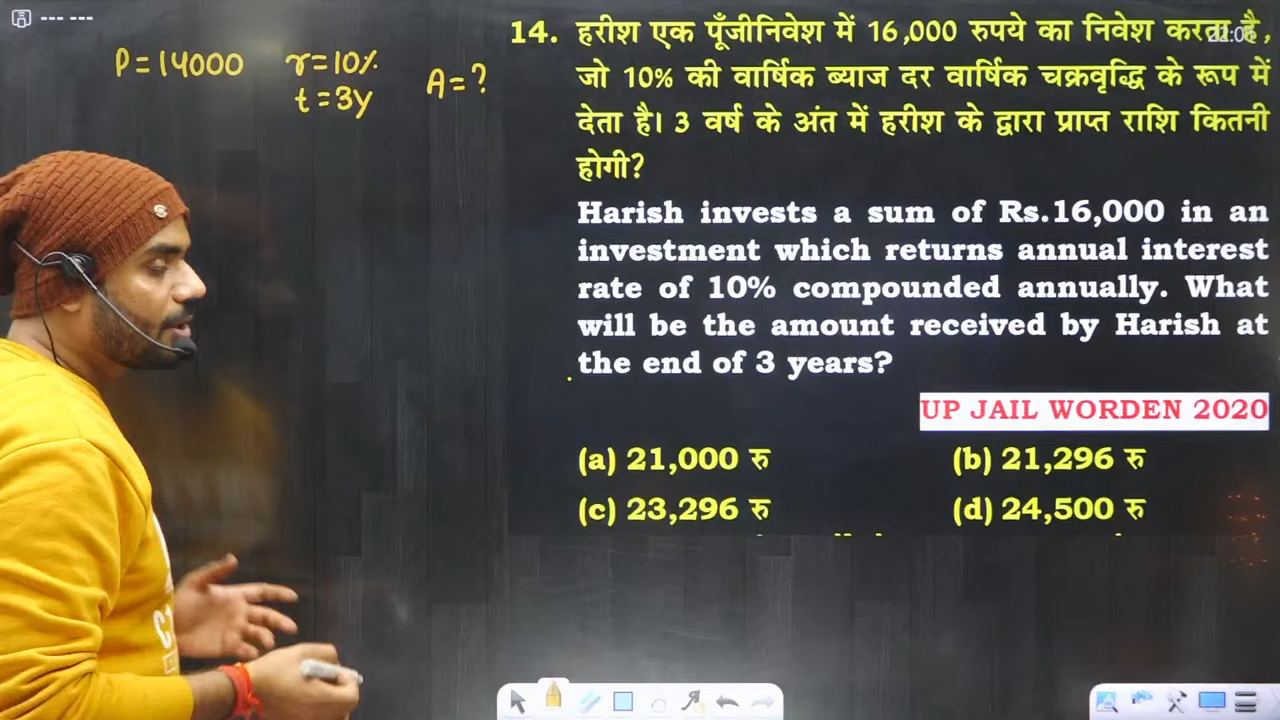 P = 14000 r = 10% A = ?
t = 3y
14. हरीश एक पूँजीनिवेश में 16,000 रुपये का निवेश करता है,
जो 10% की वार्षिक ब्याज दर वार्षिक चक्रवृद्धि के रूप में
देता है। 3 वर्ष के अंत में हरीश के द्वारा प्राप्त राशि कितनी
होगी?
Harish invests a sum of Rs.16,000 in an
investment which returns annual interest
rate of 10% compounded annually. What
will be the amount received by Harish at
the end of 3 years?
UP JAIL WORDEN 2020
(a) 21,000 रु (b) 21,296 रु
(c) 23,296 रु (d) 24,500 रु